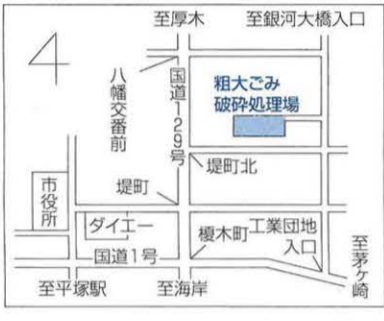 至厚木
至銀河大橋入口
八幡交番前
国道129号
粗大ごみ
破砕処理場
堤町北
堤町
市役所
ダイエー
榎木町
工業団地
入口
国道1号
至茅ヶ崎
至平塚駅
至海岸